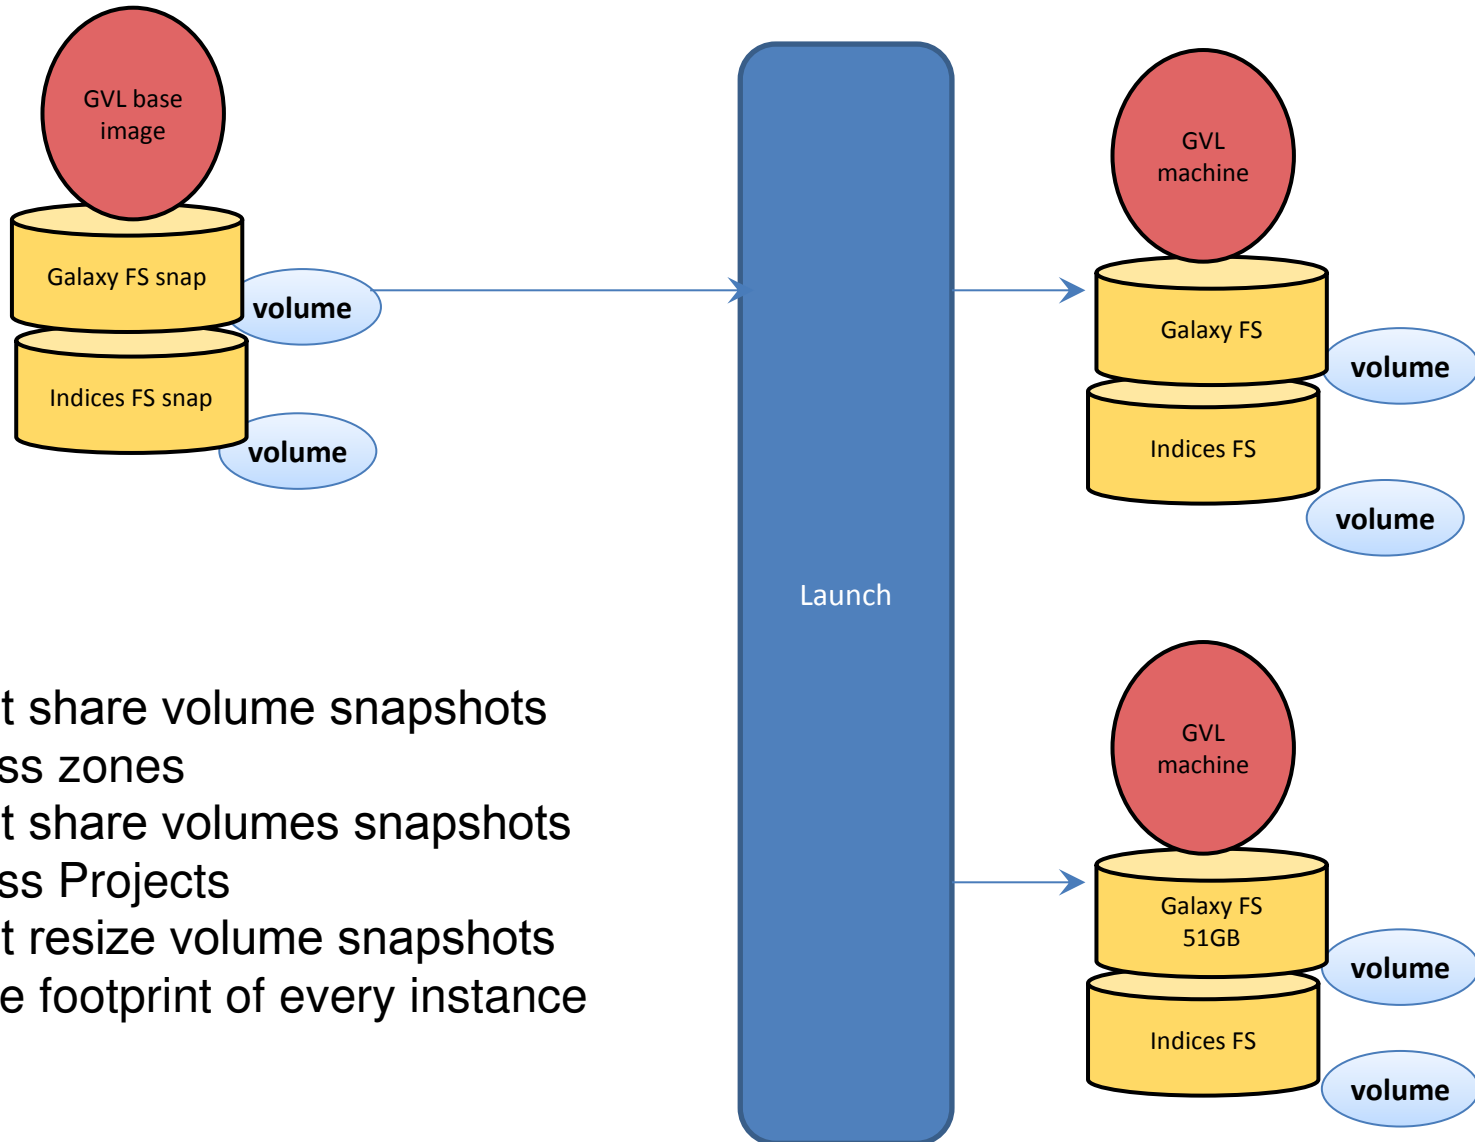 GVL base
image
Galaxy FS snap
volume
Indices FS snap
volume
Launch
GVL
machine
Galaxy FS
volume
Indices FS
volume
GVL
machine
Galaxy FS
51GB
volume
Indices FS
volume
t share volume snapshots
ss zones
t share volumes snapshots
ss Projects
t resize volume snapshots
e footprint of every instance